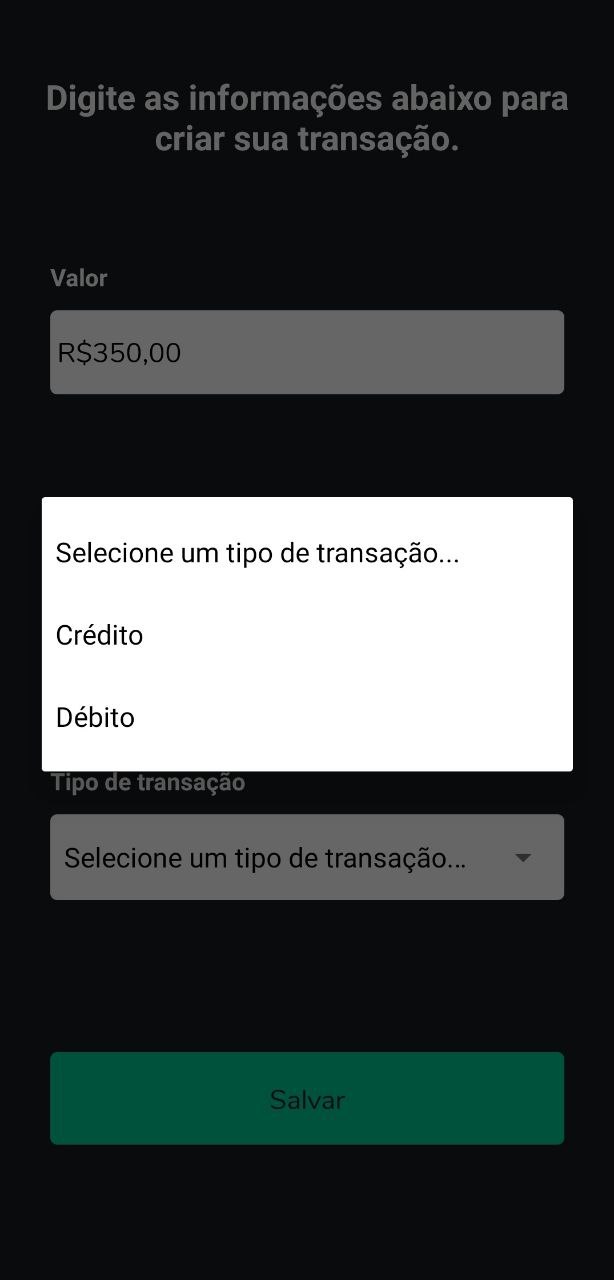 Digite as informações abaixo para
criar sua transação.
Valor
R$350,00
Selecione um tipo de transação...
Crédito
Débito
Tipo de transação
Selecione um tipo de transação...
Salvar